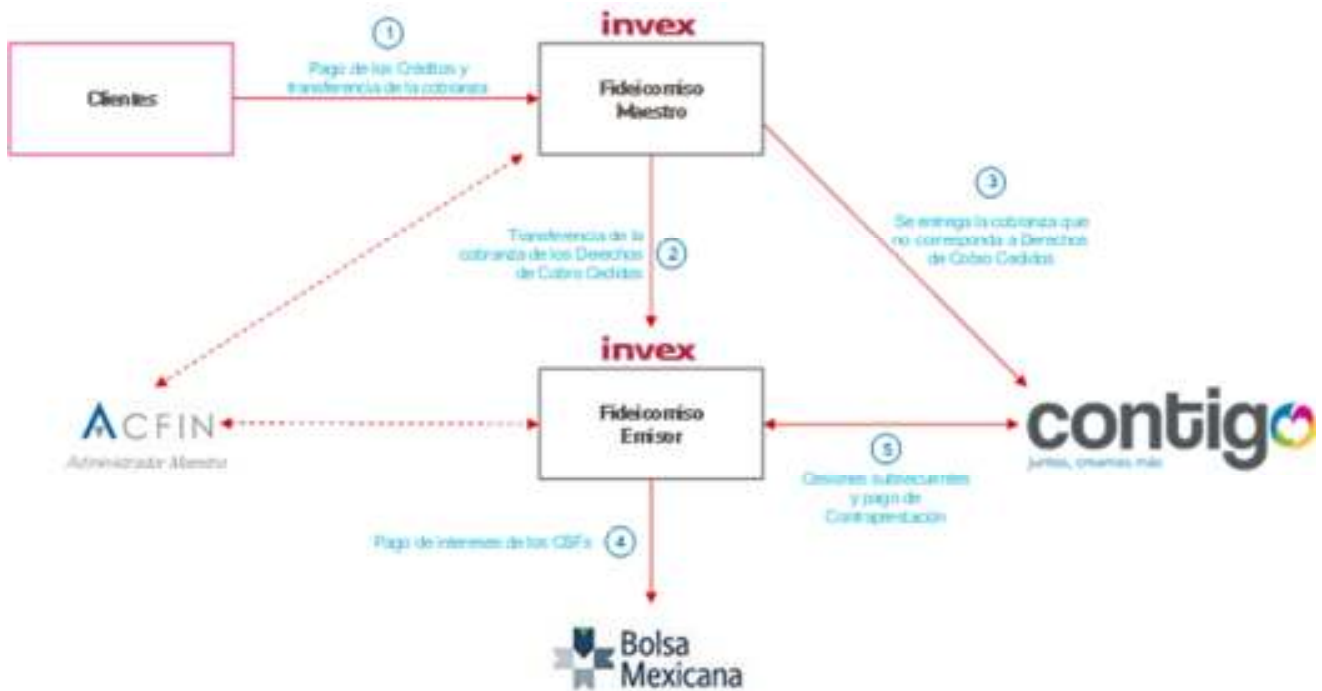 invex
1
Pago de los Créditos y
transferencia de la cobranza
Clientes
Fideicomiso
Maestro
3
Se entrega la cobranza que
no corresponda a Derechos
de Cobro Cedidos
Transferencia de la
cobranza de los Derechos
de Cobro Cedidos
2
invex
ACFIN
Administrador Maestro
Fideicomiso
Emisor
contigo
juntos, creamos más
5
Cesiones subsecuentes
y pago de
Contraprestación
Pago de intereses de los CBFs
4
Bolsa
Mexicana